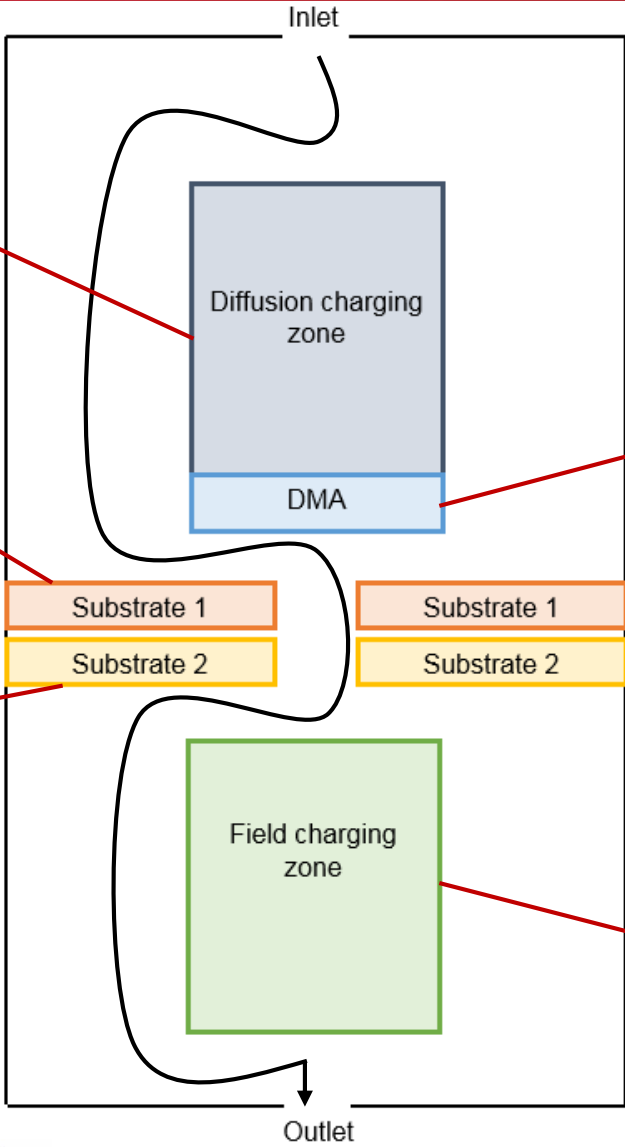 Inlet
Diffusion charging
zone
DMA
Substrate 1
Substrate 1
Substrate 2
Substrate 2
Field charging
zone
Outlet